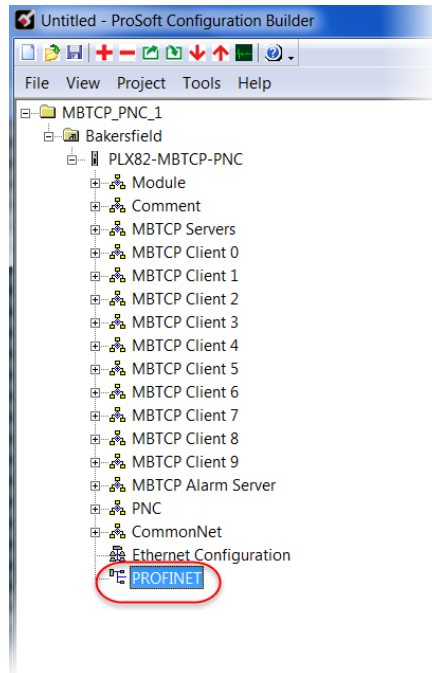 Untitled - ProSoft Configuration Builder
File View Project Tools Help
MBTCP_PNC_1
Bakersfield
PLX82-MBTCP-PNC
Module
Comment
MBTCP Servers
MBTCP Client 0
MBTCP Client 1
MBTCP Client 2
MBTCP Client 3
MBTCP Client 4
MBTCP Client 5
MBTCP Client 6
MBTCP Client 7
MBTCP Client 8
MBTCP Client 9
MBTCP Alarm Server
PNC
CommonNet
Ethernet Configuration
PROFINET